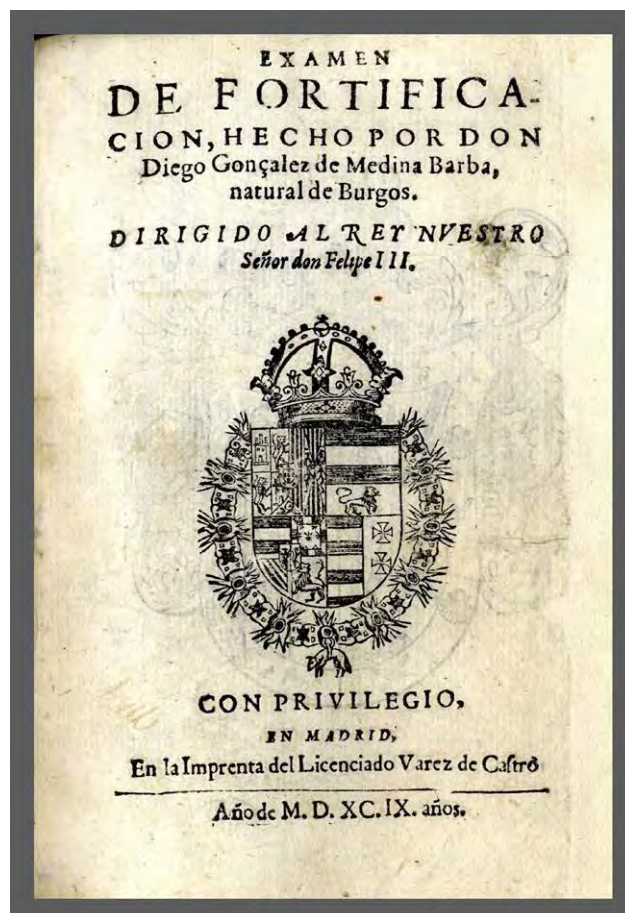 EXAMEN
DE FORTIFICA-
CION, HECHO POR DON
Diego Gonçalez de Medina Barba,
natural de Burgos.
DIRIGIDO AL REY NVESTRO
Señor don Felipe III.
CON PRIVILEGIO,
EN MADRID,
En la Imprenta del Licenciado Varez de Caſtro
Año de M. D. XC. IX. años.